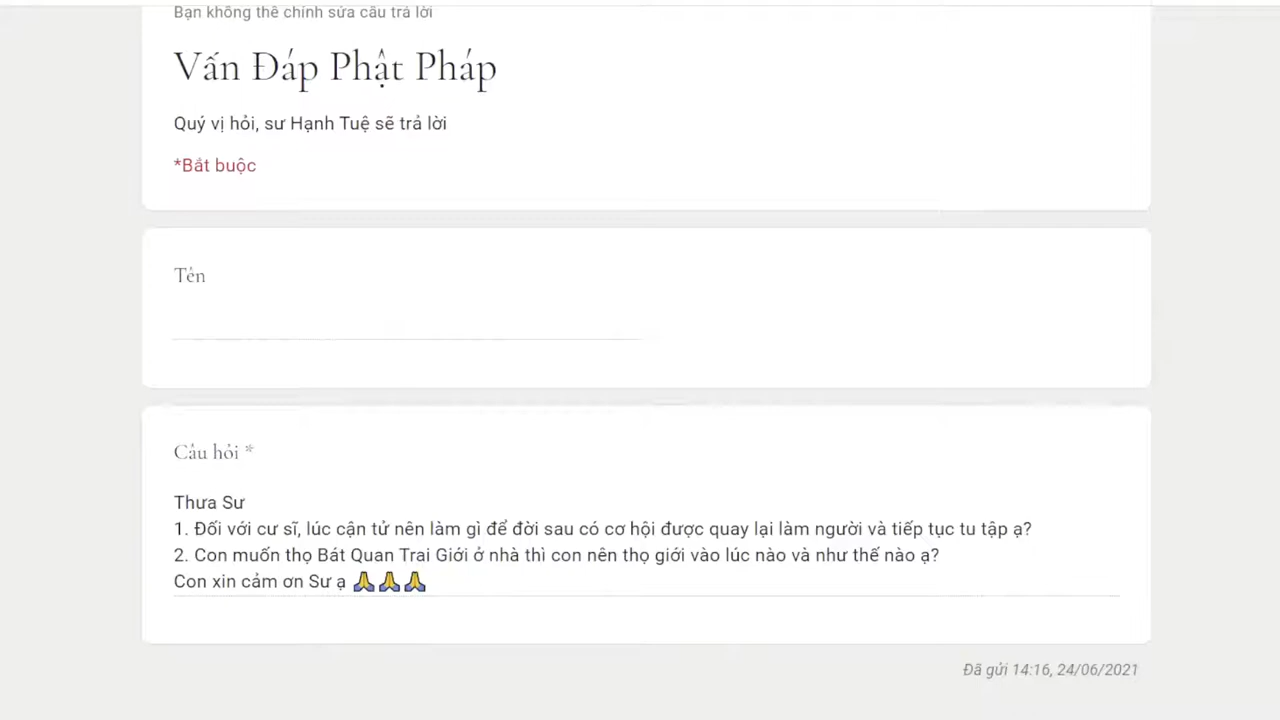 Bạn không thể chỉnh sửa câu trả lời
Vấn Đáp Phật Pháp
Quý vị hỏi, sư Hạnh Tuệ sẽ trả lời
*Bắt buộc
Tên
Câu hỏi *
Thưa Sư
1. Đối với cư sĩ, lúc cận tử nên làm gì để đời sau có cơ hội được quay lại làm người và tiếp tục tu tập ạ?
2. Con muốn thọ Bát Quan Trai Giới ở nhà thì con nên thọ giới vào lúc nào và như thế nào ạ?
Con xin cảm ơn Sư ạ 🙏🙏🙏
Đã gửi 14:16, 24/06/2021